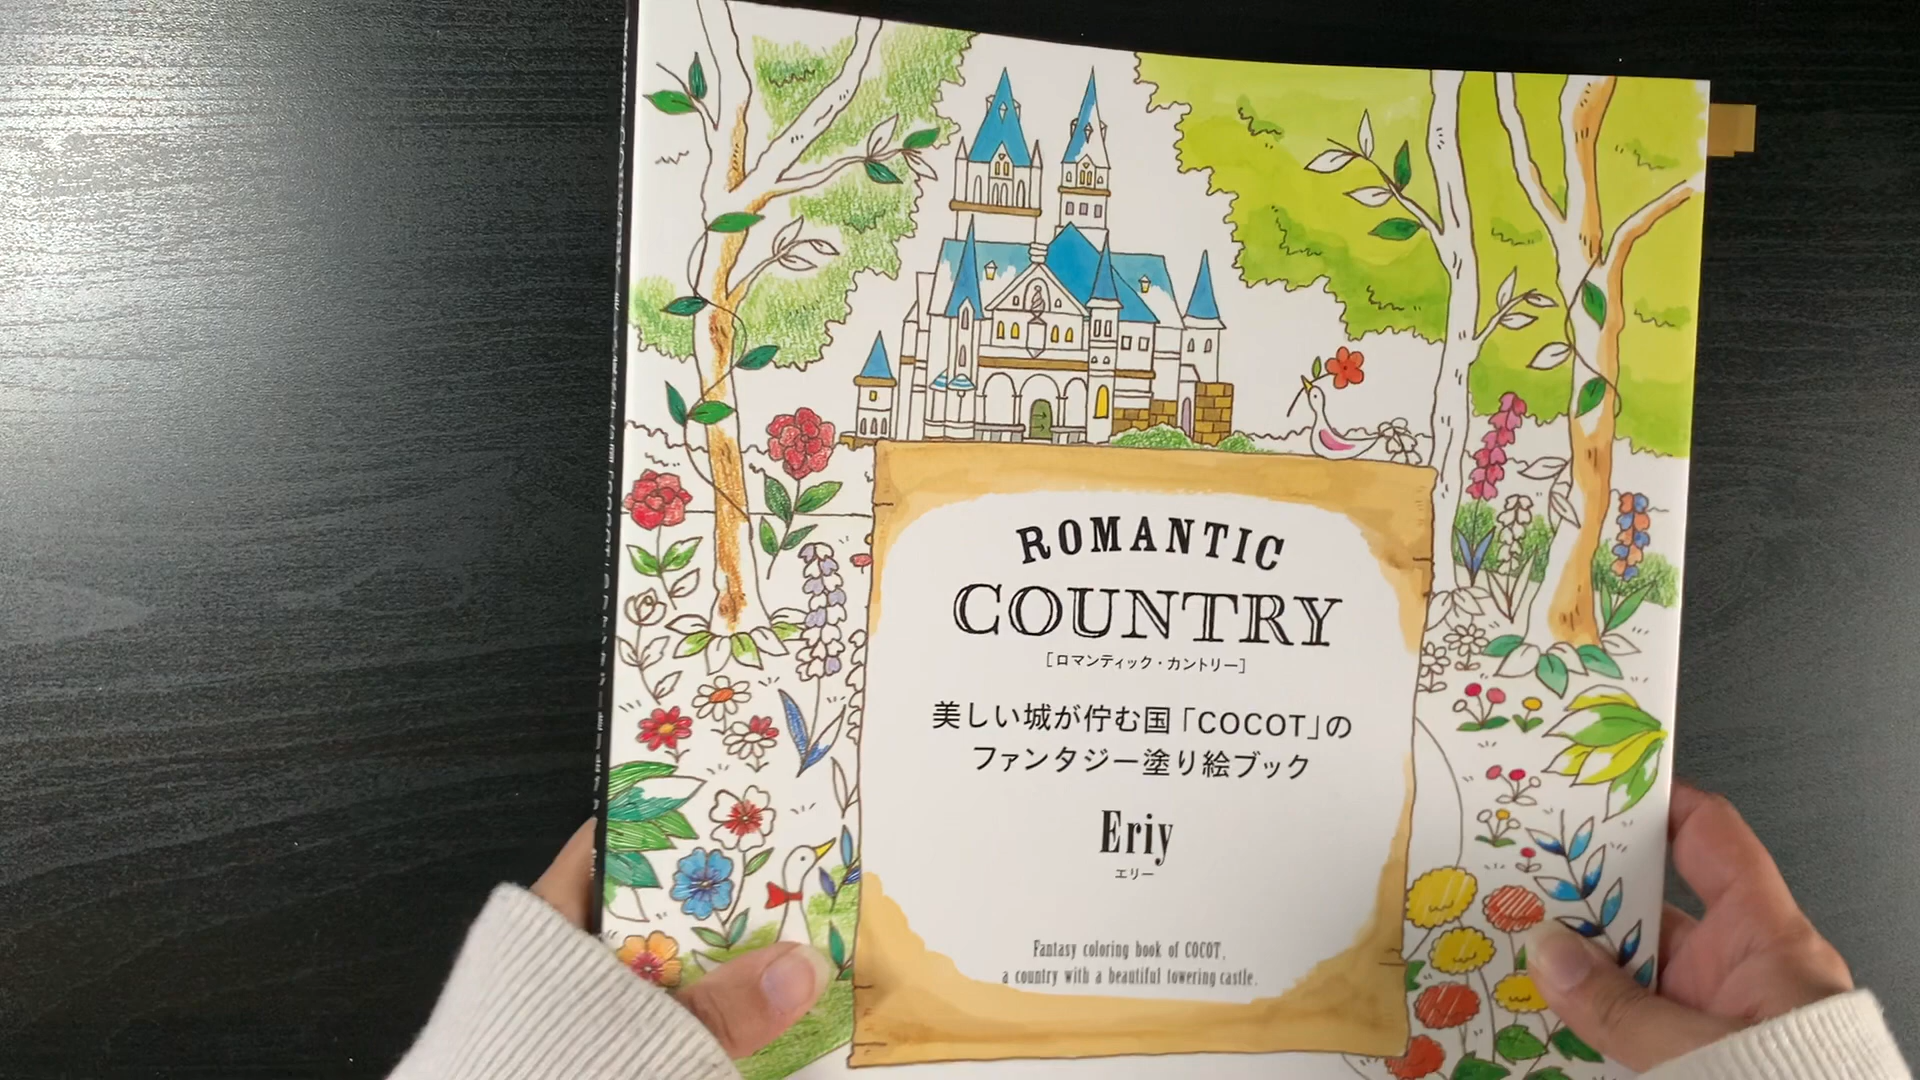 ROMANTIC
COUNTRY
[ロマンティック・カントリー]
美しい城が佇む国「COCOT」の
ファンタジー塗り絵ブック
Eriy
エリー
Fantasy coloring book of COCOT,
a country with a beautiful towering castle.